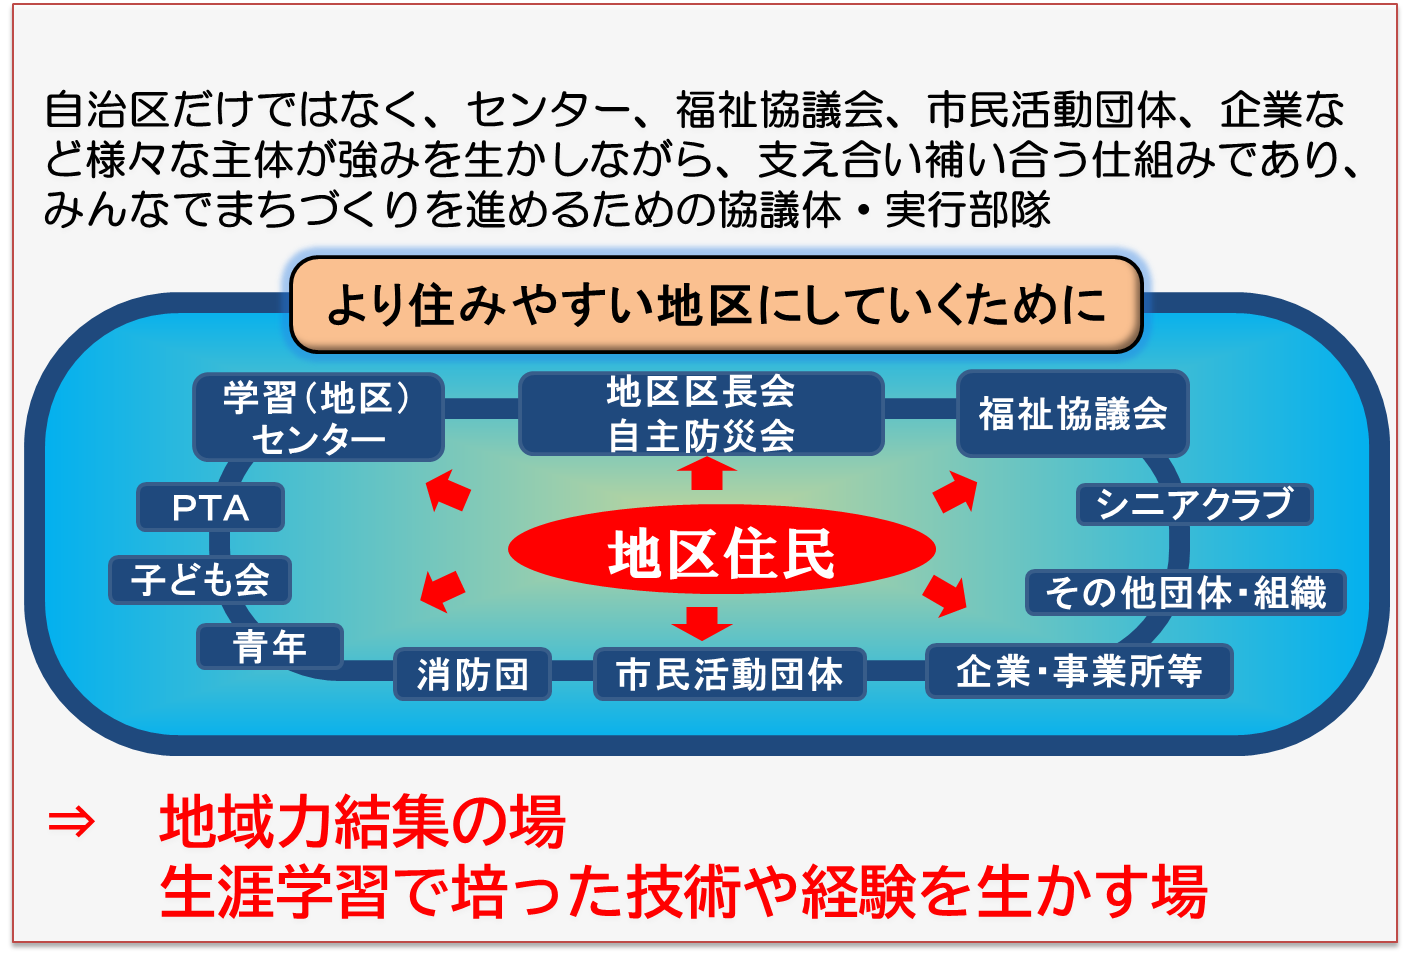 自治区だけではなく、センター、福祉協議会、市民活動団体、企業な
ど様々な主体が強みを生かしながら、支え合い補い合う仕組みであり、
みんなでまちづくりを進めるための協議体・実行部隊
より住みやすい地区にしていくために
学習（地区）
センター
地区区長会
自主防災会
福祉協議会
PTA
シニアクラブ
地区住民
子ども会
その他団体・組織
青年
消防団
市民活動団体
企業・事業所等
⇒　地域力結集の場
生涯学習で培った技術や経験を生かす場